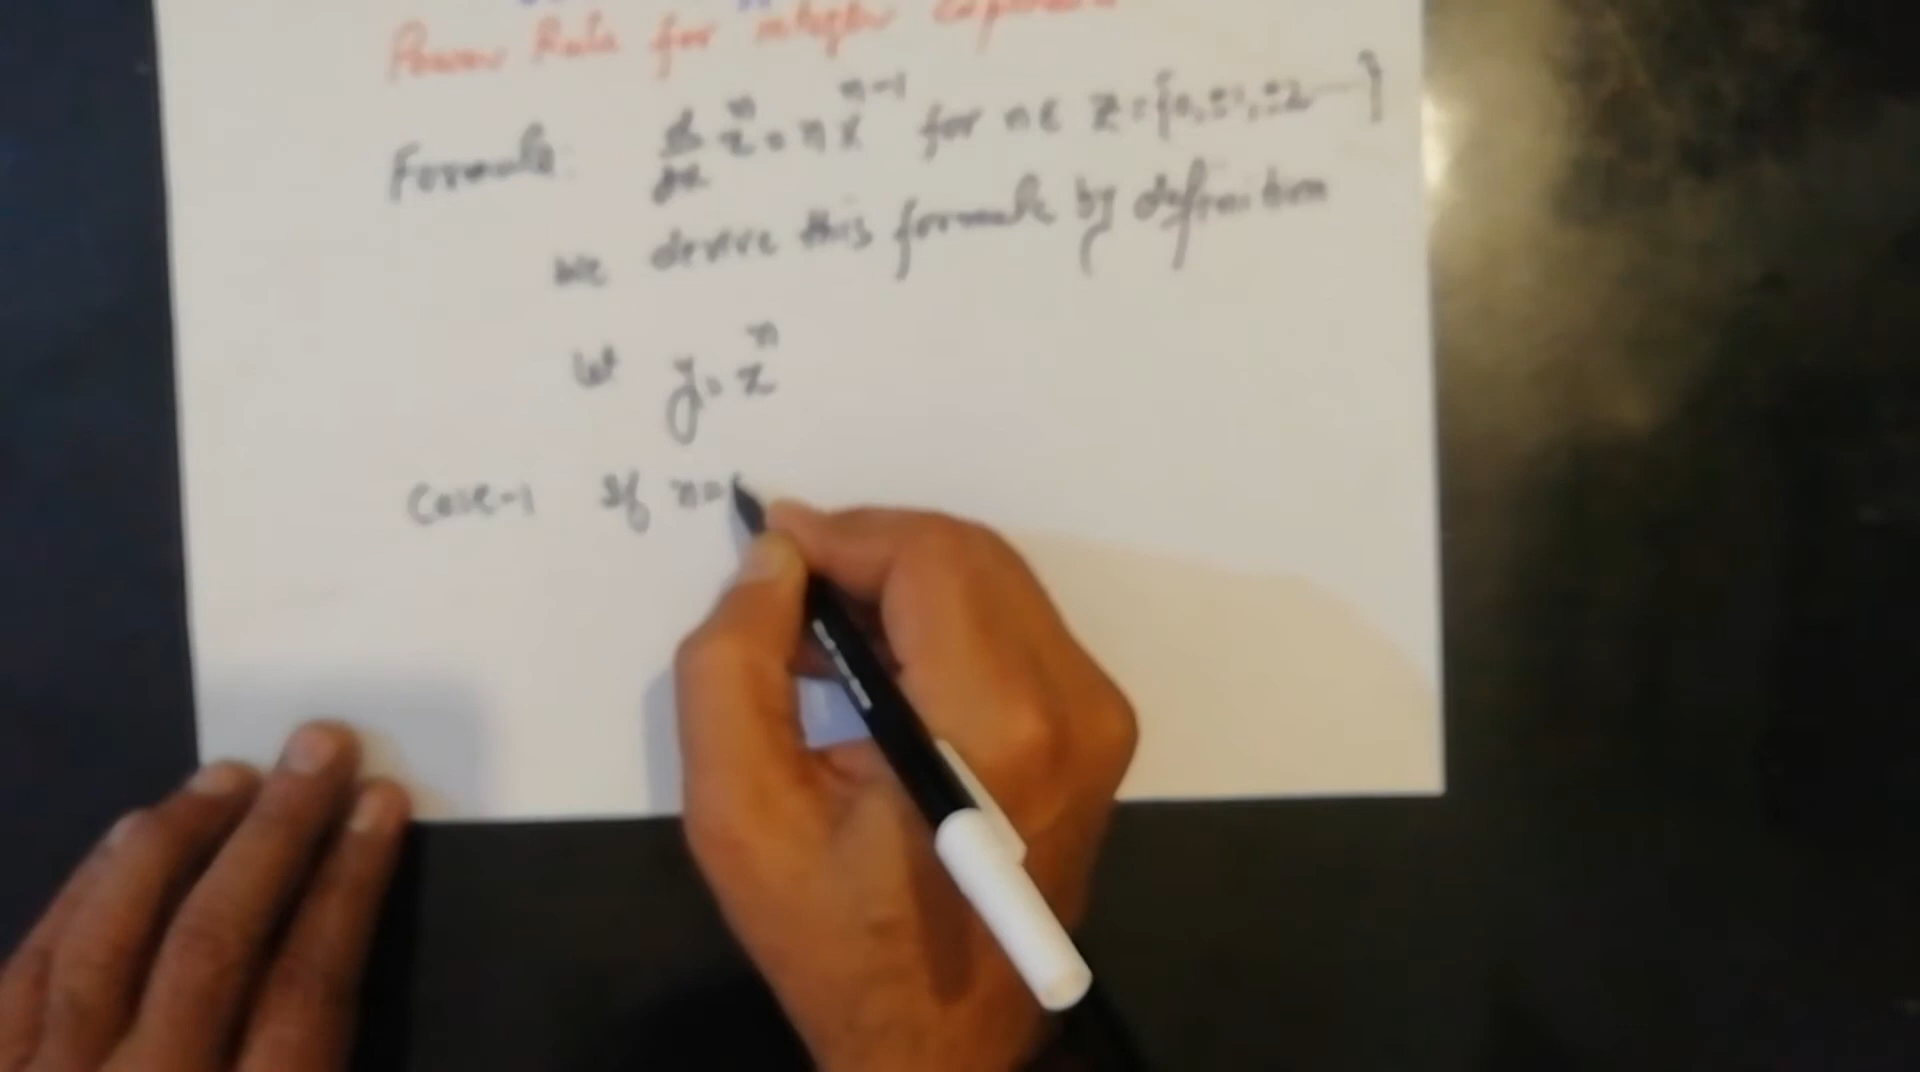 Power Rule for integer exponent
Formula: d/dx x^n = n x^(n-1) for n ∈ Z = {0, ±1, ±2 ...}
We derive this formula by definition
let y = x^n
Case-1 If n=